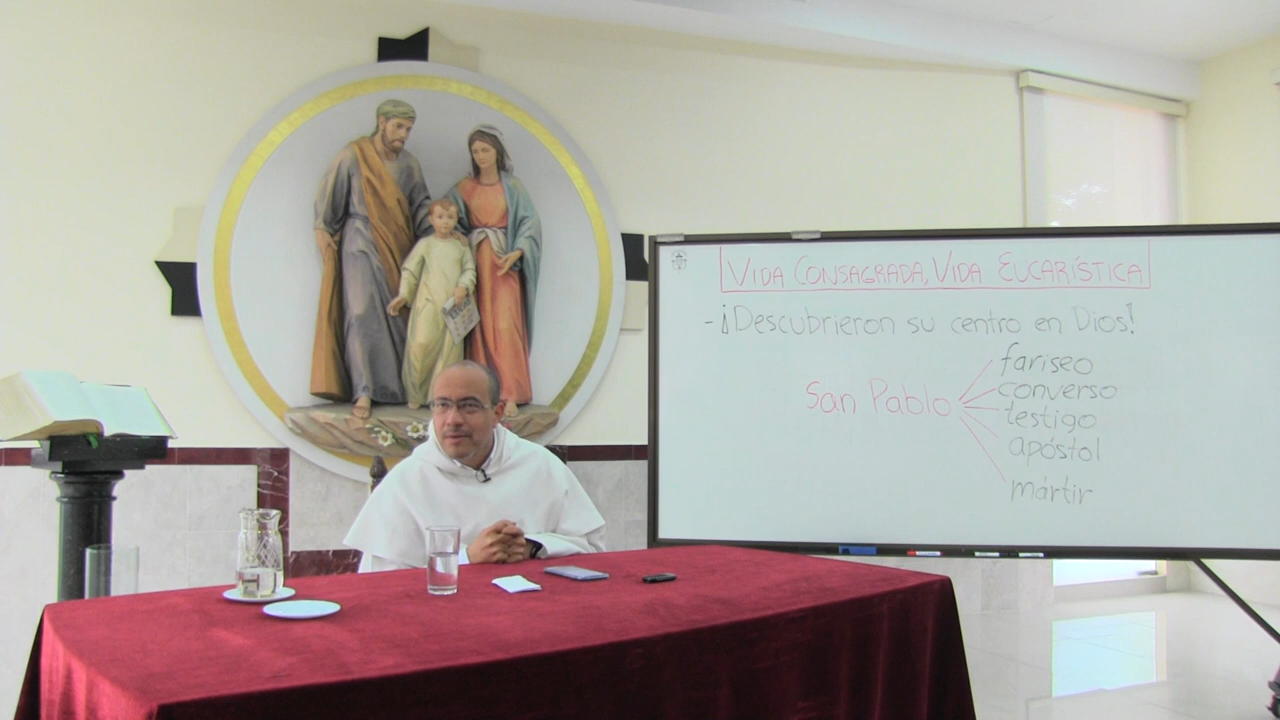 VIDA CONSAGRADA, VIDA EUCARÍSTICA
- ¡Descubrieron su centro en Dios!
fariseo
converso
San Pablo
testigo
apóstol
mártir